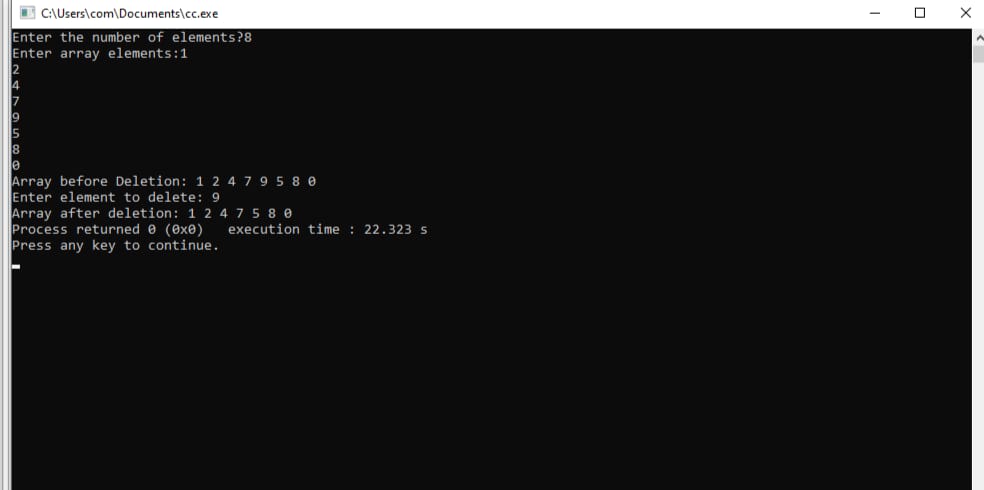 C:\Users\com\Documents\cc.exe
Enter the number of elements?8
Enter array elements:1
2
4
7
9
5
8
0
Array before Deletion: 1 2 4 7 9 5 8 0
Enter element to delete: 9
Array after deletion: 1 2 4 7 5 8 0
Process returned 0 (0x0)   execution time : 22.323 s
Press any key to continue.